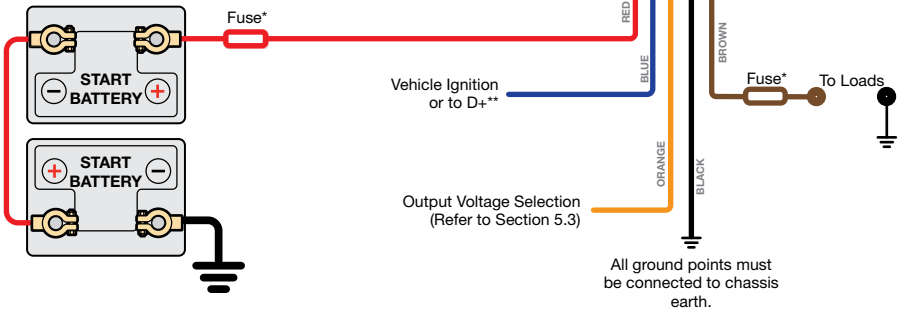 Fuse*
RED
BROWN
BLUE
START
BATTERY
− +
Vehicle Ignition
or to D+**
Fuse*
To Loads
START
BATTERY
+ −
ORANGE
BLACK
Output Voltage Selection
(Refer to Section 5.3)
All ground points must
be connected to chassis
earth.